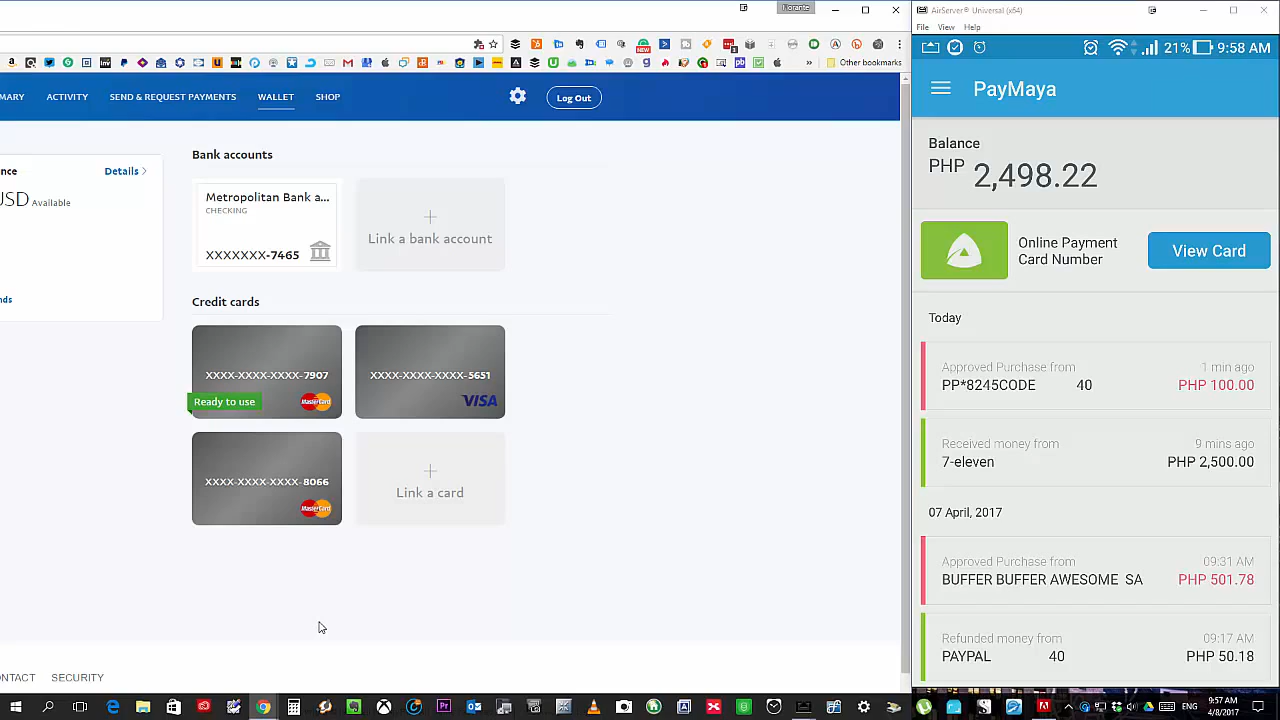 Florante
Other bookmarks
MARY
ACTIVITY
SEND & REQUEST PAYMENTS
WALLET
SHOP
Log Out
nce
Details
USD Available
nds
Bank accounts
Metropolitan Bank a...
CHECKING
XXXXXXX-7465
Link a bank account
Credit cards
XXXX-XXXX-XXXX-7907
Ready to use
MasterCard
XXXX-XXXX-XXXX-5651
VISA
XXXX-XXXX-XXXX-8066
MasterCard
Link a card
ONTACT
SECURITY
AirServer® Universal (x64)
File View Help
21% 9:58 AM
PayMaya
Balance
PHP 2,498.22
Online Payment
Card Number
View Card
Today
Approved Purchase from 1 min ago
PP*8245CODE 40 PHP 100.00
Received money from 9 mins ago
7-eleven PHP 2,500.00
07 April, 2017
Approved Purchase from 09:31 AM
BUFFER BUFFER AWESOME SA PHP 501.78
Refunded money from 09:17 AM
PAYPAL 40 PHP 50.18
ENG
9:57 AM
4/8/2017